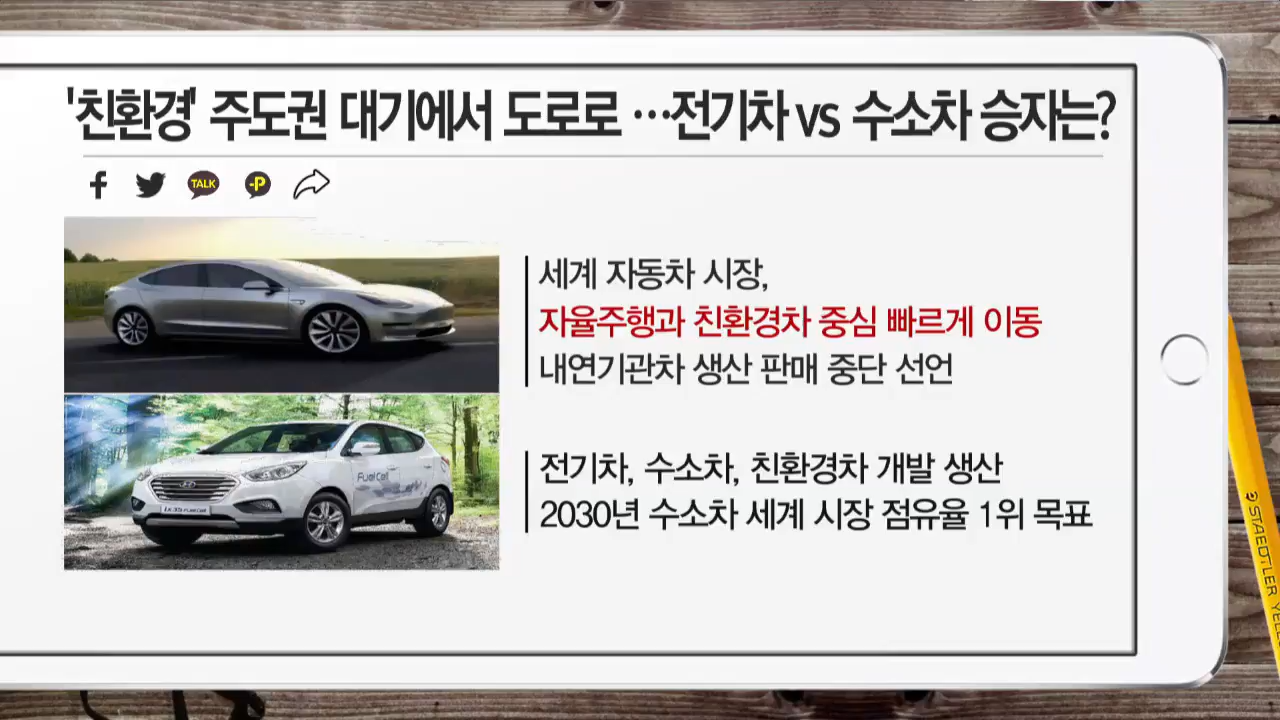 '친환경' 주도권 대기에서 도로로 …전기차 vs 수소차 승자는?
TALK
P
세계 자동차 시장,
자율주행과 친환경차 중심 빠르게 이동
내연기관차 생산 판매 중단 선언
Fuel Cell
ix35 Fuel Cell
전기차, 수소차, 친환경차 개발 생산
2030년 수소차 세계 시장 점유율 1위 목표
STAEDTLER